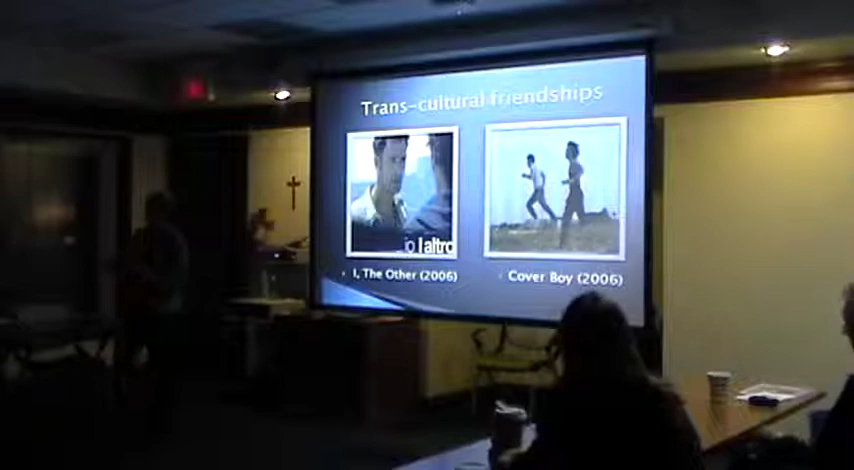 Trans-cultural friendships
io l'altro
I, The Other (2006)
Cover Boy (2006)